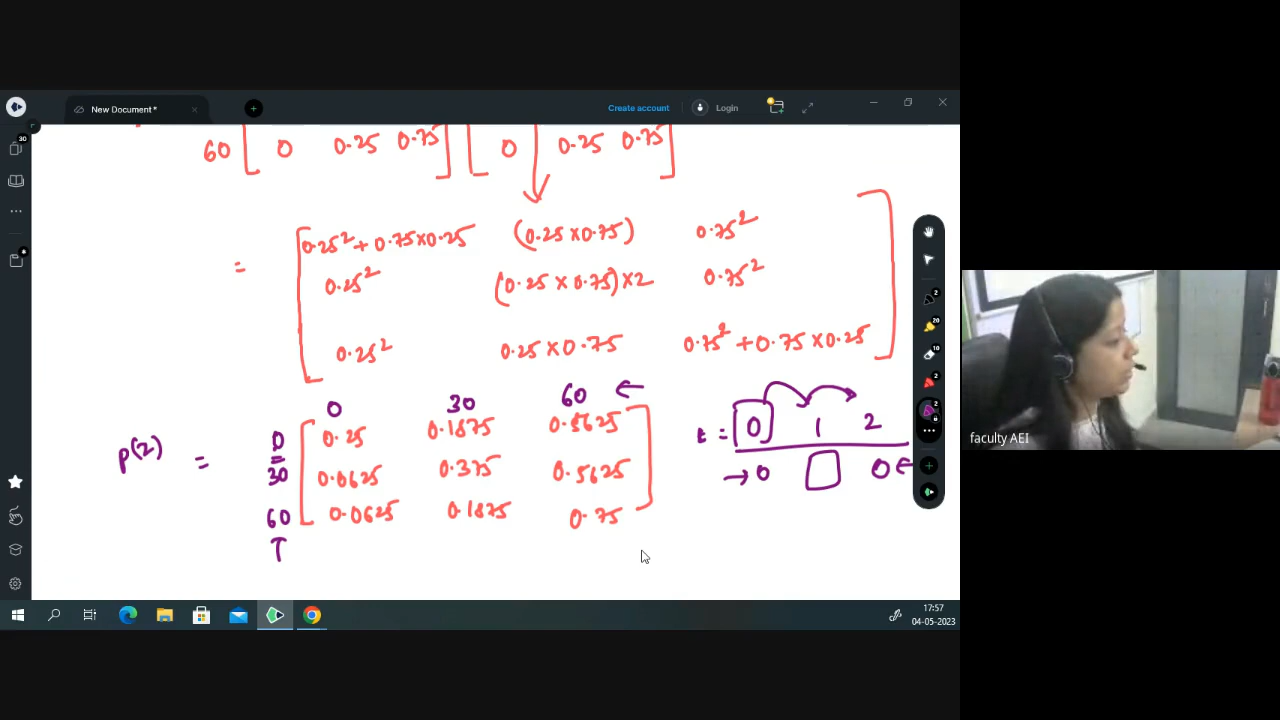 New Document*
Create account
Login
30
60 [ 0 0.25 0.75 ] [ 0 0.25 0.75 ]
= [ 0.25² + 0.75×0.25 (0.25 × 0.75) 0.75²
0.25² (0.25 × 0.75) × 2 0.75²
0.25² 0.25 × 0.75 0.75² + 0.75 × 0.25 ]
0 30 60 ←
P(2) = 0 [ 0.25 0.1875 0.5625
30 0.0625 0.375 0.5625
60 0.0625 0.1875 0.75 ]
↑
t = 0 1 2
→ 0 0 ←
faculty AEI
17:57
04-05-2023